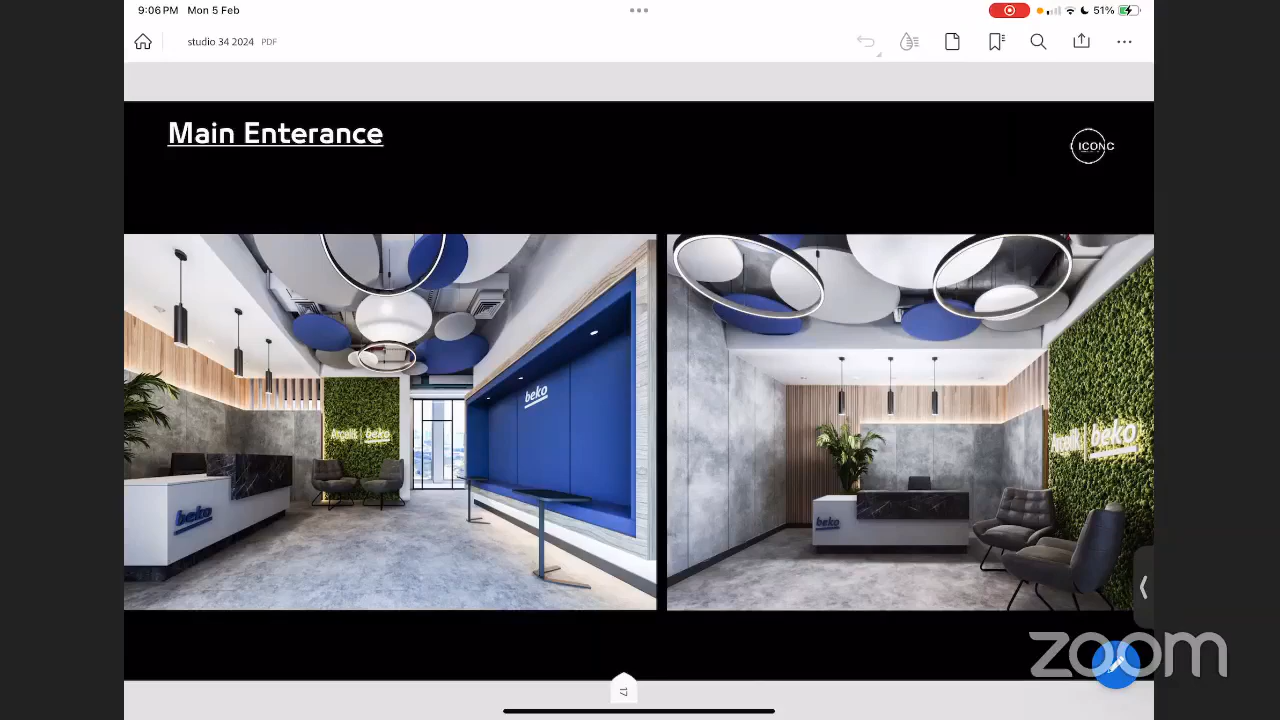 9:06 PM Mon 5 Feb
51%
studio 34 2024 PDF
Main Enterance
ICONC
beko
Arçelik beko
beko
Arçelik beko
beko
zoom
17